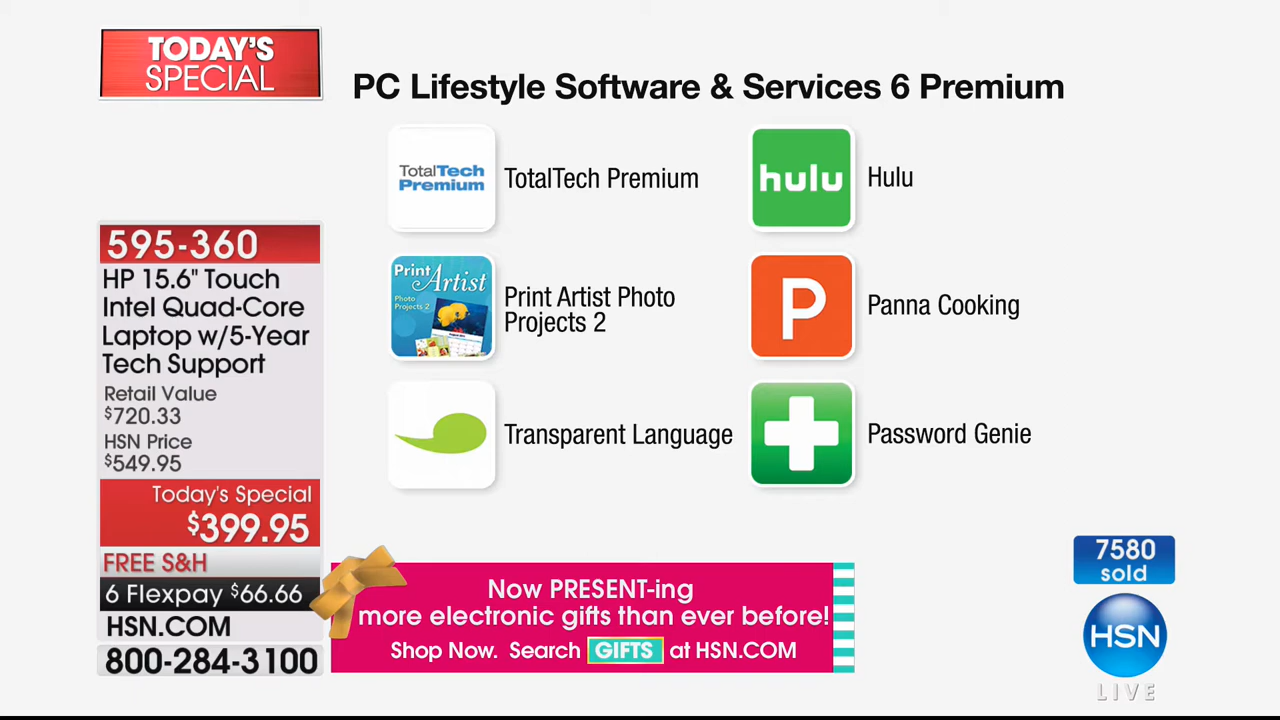 TODAY'S
SPECIAL
PC Lifestyle Software & Services 6 Premium
TotalTech
Premium
TotalTech Premium
hulu
Hulu
Print
Artist
Photo
Projects 2
Print Artist Photo
Projects 2
P
Panna Cooking
Transparent Language
Password Genie
595-360
HP 15.6" Touch
Intel Quad-Core
Laptop w/5-Year
Tech Support
Retail Value
$720.33
HSN Price
$549.95
Today's Special
$399.95
FREE S&H
6 Flexpay $66.66
HSN.COM
800-284-3100
Now PRESENT-ing
more electronic gifts than ever before!
Shop Now. Search GIFTS at HSN.COM
7580
sold
HSN
LIVE